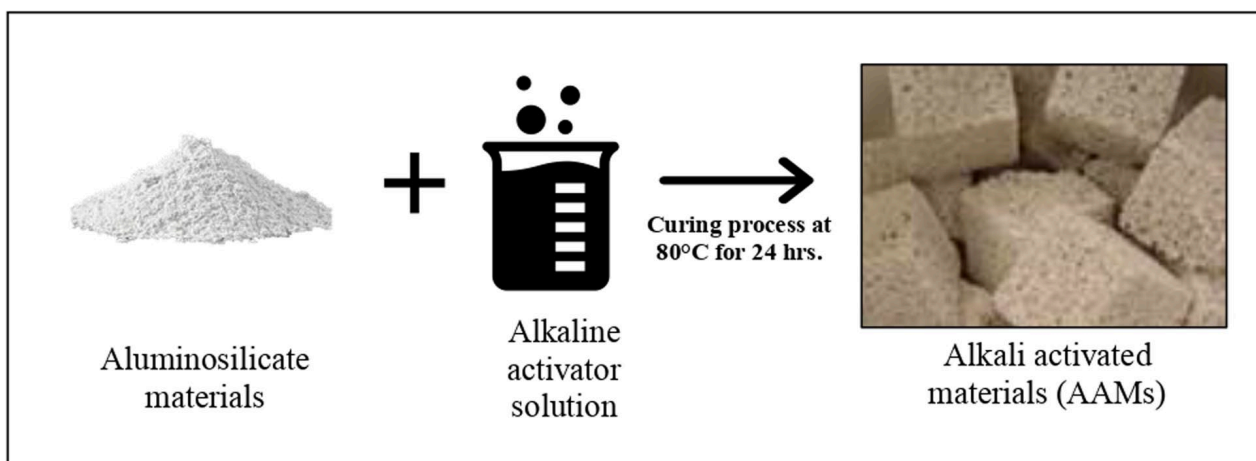 Aluminosilicate
materials
Alkaline
activator
solution
Curing process at
80°C for 24 hrs.
Alkali activated
materials (AAMs)